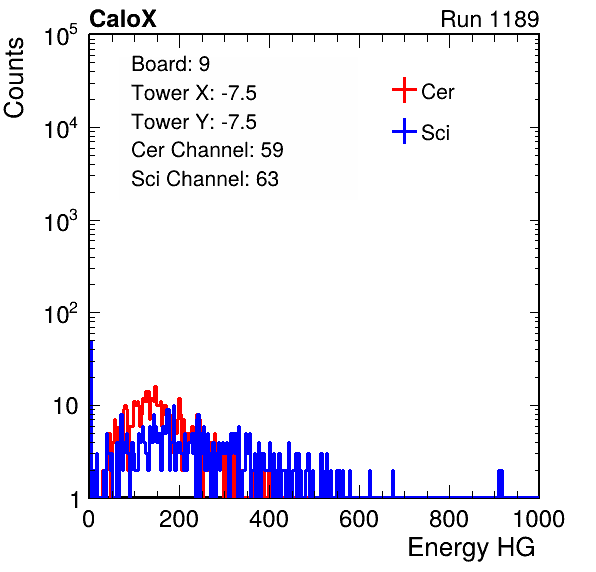 CaloX Run 1189
Counts
Board: 9
Tower X: -7.5
Tower Y: -7.5
Cer Channel: 59
Sci Channel: 63
Cer
Sci
10^5
10^4
10^3
10^2
10
1
0 200 400 600 800 1000
Energy HG